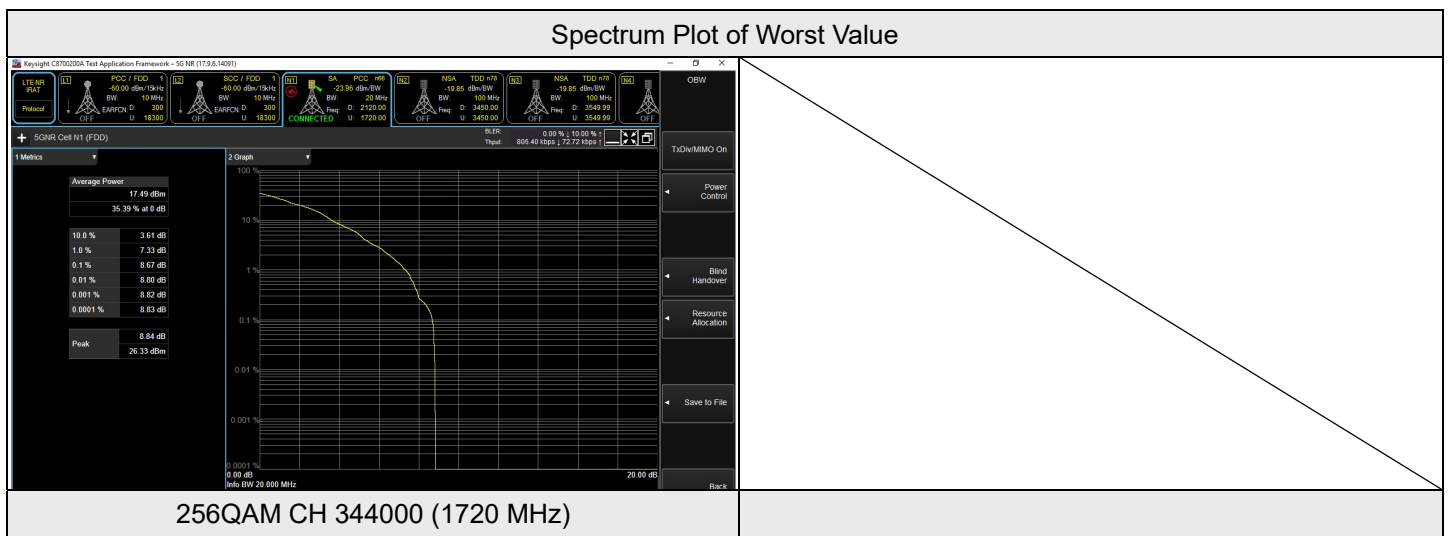 Spectrum Plot of Worst Value
Keysight C8700200A Test Application Framework – 5G NR (17.9.6.14091)
LTE-NR
IRAT
Protocol
L1
PCC / FDD 1
-60.00 dBm/15kHz
BW: 10 MHz
EARFCN: D: 300
OFF U: 18300
L2
SCC / FDD 1
-60.00 dBm/15kHz
BW: 10 MHz
EARFCN: D: 300
OFF U: 18300
N1
SA PCC n66
-23.96 dBm/BW
BW: 20 MHz
Freq: D: 2120.00
CONNECTED U: 1720.00
N2
NSA TDD n78
-19.85 dBm/BW
BW: 100 MHz
Freq: D: 3450.00
OFF U: 3450.00
N3
NSA TDD n78
-19.85 dBm/BW
BW: 100 MHz
Freq: D: 3549.99
OFF U: 3549.99
N4
OFF
+ 5GNR Cell N1 (FDD)
BLER: 0.00 % ↓ 10.00 % ↑
Thput: 806.40 kbps ↓ 72.72 kbps ↑
1 Metrics
Average Power
17.49 dBm
35.39 % at 0 dB
10.0 % 3.61 dB
1.0 % 7.33 dB
0.1 % 8.67 dB
0.01 % 8.80 dB
0.001 % 8.82 dB
0.0001 % 8.83 dB
Peak
8.84 dB
26.33 dBm
2 Graph
100 %
10 %
1 %
0.1 %
0.01 %
0.001 %
0.0001 %
0.00 dB 20.00 dB
Info BW 20.000 MHz
OBW
TxDiv/MIMO On
Power
Control
Blind
Handover
Resource
Allocation
Save to File
Back
256QAM CH 344000 (1720 MHz)